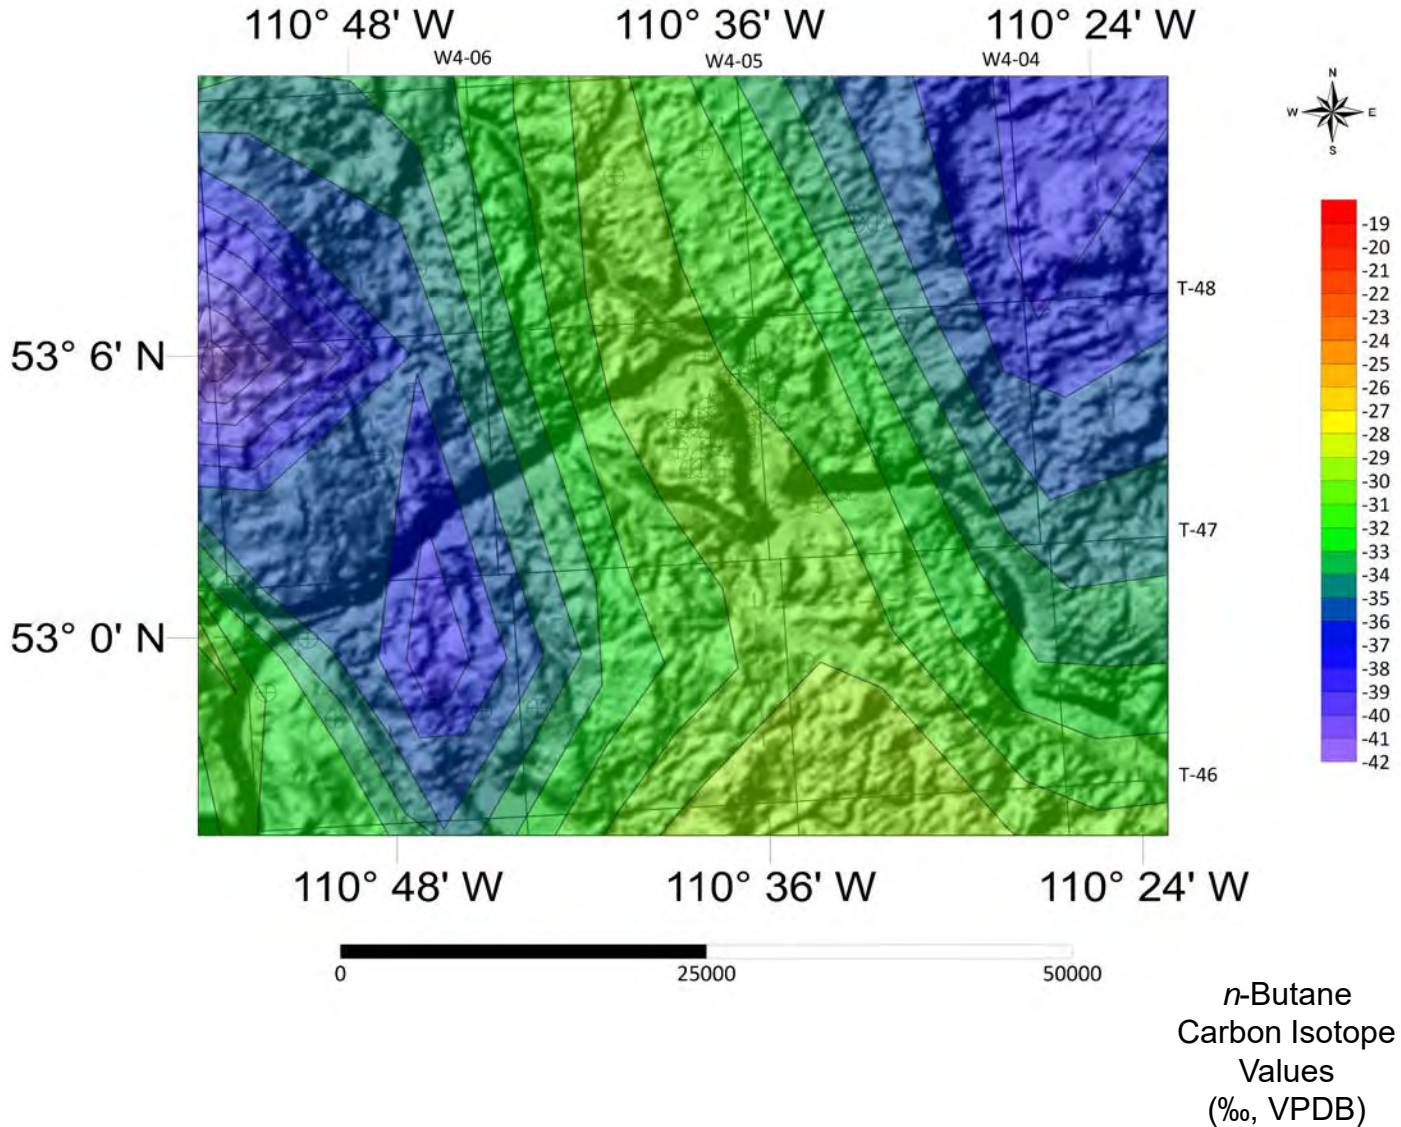 110° 48' W 110° 36' W 110° 24' W
W4-06 W4-05 W4-04
N
W E
S
-19
-20
-21
-22
-23
-24
-25
-26
-27
-28
-29
-30
-31
-32
-33
-34
-35
-36
-37
-38
-39
-40
-41
-42
T-48
53° 6' N
T-47
53° 0' N
T-46
110° 48' W 110° 36' W 110° 24' W
0 25000 50000
n-Butane
Carbon Isotope
Values
(‰, VPDB)